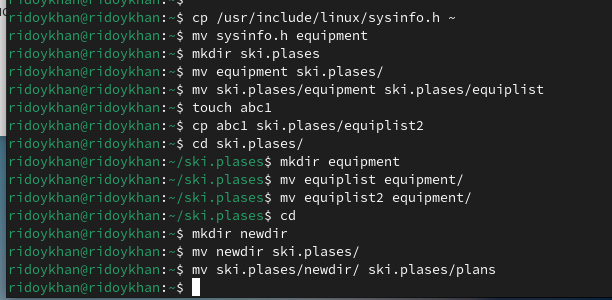 ridoykhan@ridoykhan:~$ cp /usr/include/linux/sysinfo.h ~
ridoykhan@ridoykhan:~$ mv sysinfo.h equipment
ridoykhan@ridoykhan:~$ mkdir ski.plases
ridoykhan@ridoykhan:~$ mv equipment ski.plases/
ridoykhan@ridoykhan:~$ mv ski.plases/equipment ski.plases/equiplist
ridoykhan@ridoykhan:~$ touch abc1
ridoykhan@ridoykhan:~$ cp abc1 ski.plases/equiplist2
ridoykhan@ridoykhan:~$ cd ski.plases/
ridoykhan@ridoykhan:~/ski.plases$ mkdir equipment
ridoykhan@ridoykhan:~/ski.plases$ mv equiplist equipment/
ridoykhan@ridoykhan:~/ski.plases$ mv equiplist2 equipment/
ridoykhan@ridoykhan:~/ski.plases$ cd
ridoykhan@ridoykhan:~$ mkdir newdir
ridoykhan@ridoykhan:~$ mv newdir ski.plases/
ridoykhan@ridoykhan:~$ mv ski.plases/newdir/ ski.plases/plans
ridoykhan@ridoykhan:~$